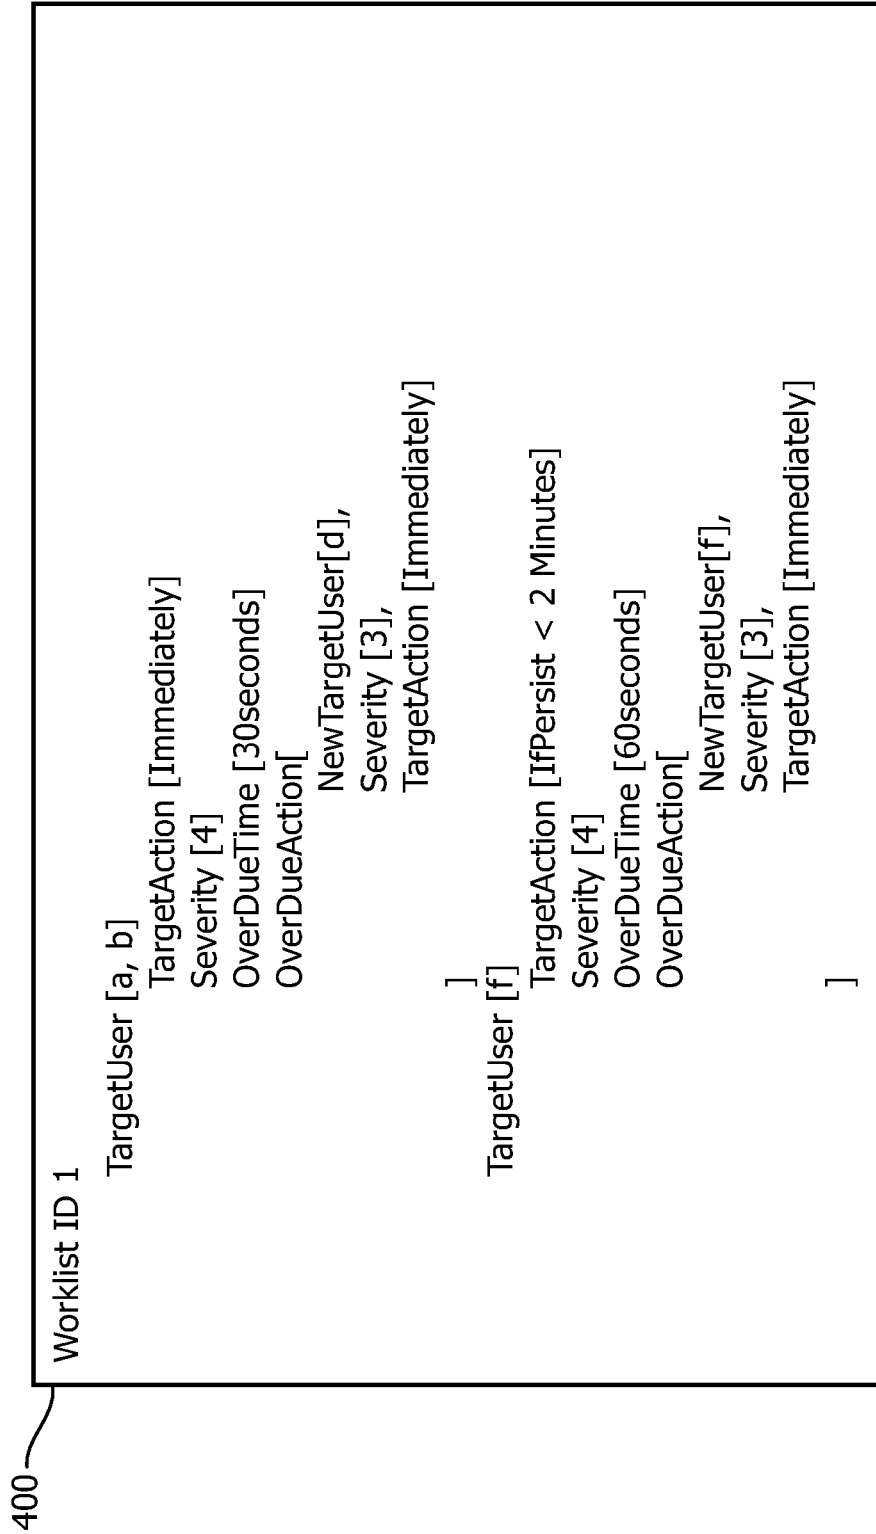 400
Worklist ID 1
TargetUser [a, b]
TargetAction [Immediately]
Severity [4]
OverDueTime [30seconds]
OverDueAction[
NewTargetUser[d],
Severity [3],
TargetAction [Immediately]
]
TargetUser [f]
TargetAction [IfPersist < 2 Minutes]
Severity [4]
OverDueTime [60seconds]
OverDueAction[
NewTargetUser[f],
Severity [3],
TargetAction [Immediately]
]